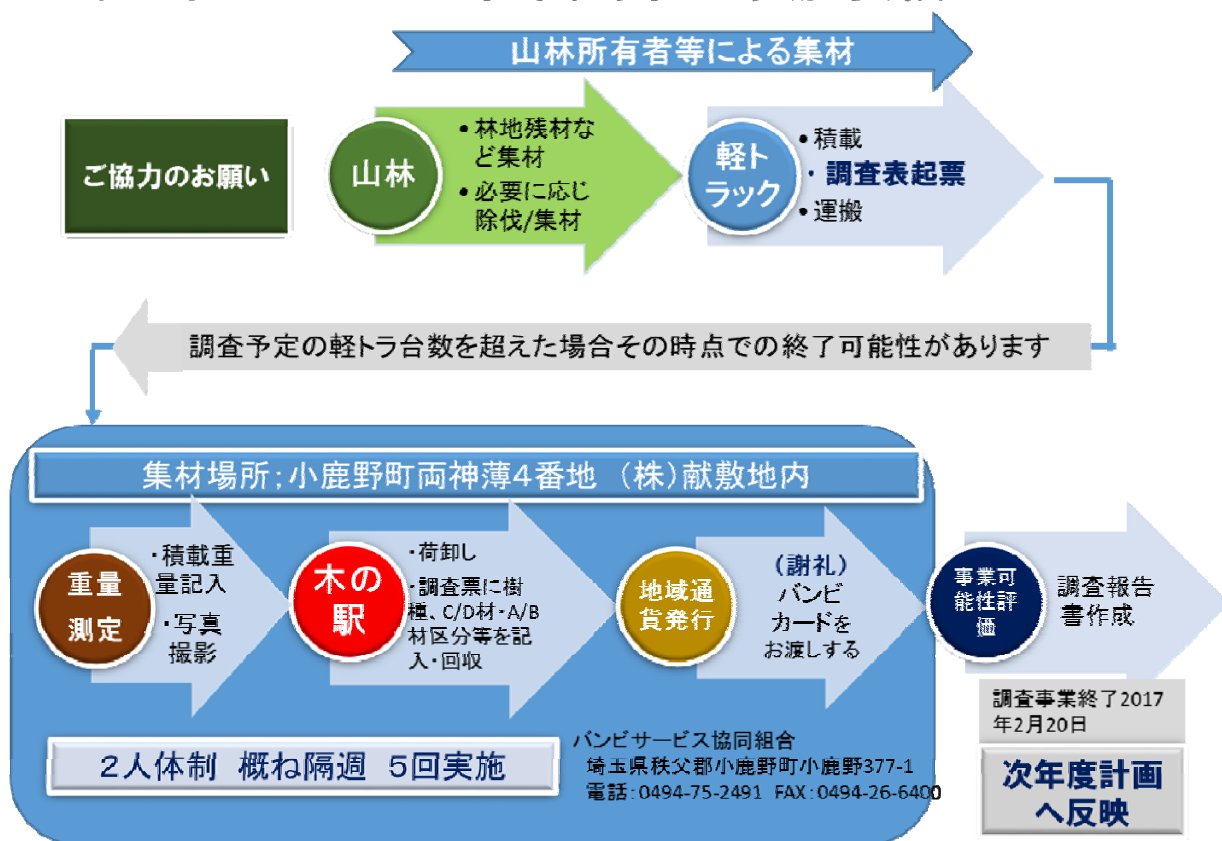 山林所有者等による集材
ご協力のお願い
山林
•林地残材な
ど集材
•必要に応じ
除伐/集材
軽ト
ラック
•積載
・調査表起票
•運搬
調査予定の軽トラ台数を超えた場合その時点での終了可能性があります
集材場所;小鹿野町両神薄4番地 (株)献敷地内
重量
測定
・積載重
量記入
・写真
撮影
木の
駅
・荷卸し
・調査票に樹
種、C/D材・A/B
材区分等を記
入・回収
地域通
貨発行
(謝礼)
バンビ
カードを
お渡しする
事業可
能性評
価
調査報告
書作成
調査事業終了2017
年2月20日
2人体制 概ね隔週 5回実施
バンビサービス協同組合
埼玉県秩父郡小鹿野町小鹿野377-1
電話:0494-75-2491 FAX:0494-26-6400
次年度計画
へ反映